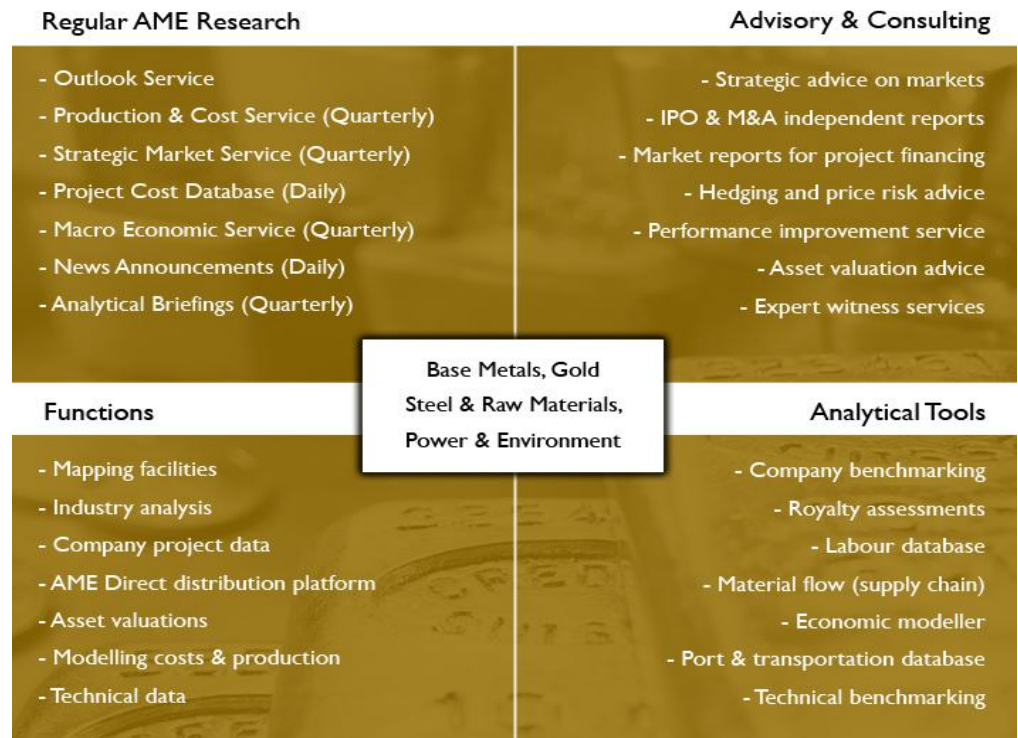 Regular AME Research
- Outlook Service
- Production & Cost Service (Quarterly)
- Strategic Market Service (Quarterly)
- Project Cost Database (Daily)
- Macro Economic Service (Quarterly)
- News Announcements (Daily)
- Analytical Briefings (Quarterly)
Advisory & Consulting
- Strategic advice on markets
- IPO & M&A independent reports
- Market reports for project financing
- Hedging and price risk advice
- Performance improvement service
- Asset valuation advice
- Expert witness services
Base Metals, Gold
Steel & Raw Materials,
Power & Environment
Functions
- Mapping facilities
- Industry analysis
- Company project data
- AME Direct distribution platform
- Asset valuations
- Modelling costs & production
- Technical data
Analytical Tools
- Company benchmarking
- Royalty assessments
- Labour database
- Material flow (supply chain)
- Economic modeller
- Port & transportation database
- Technical benchmarking